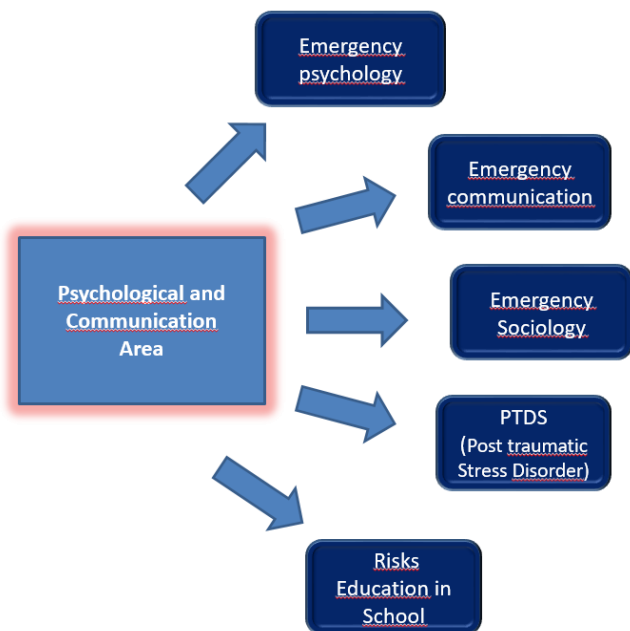 Emergency
psychology
Emergency
communication
Psychological and
Communication
Area
Emergency
Sociology
PTDS
(Post traumatic
Stress Disorder)
Risks
Education in
School